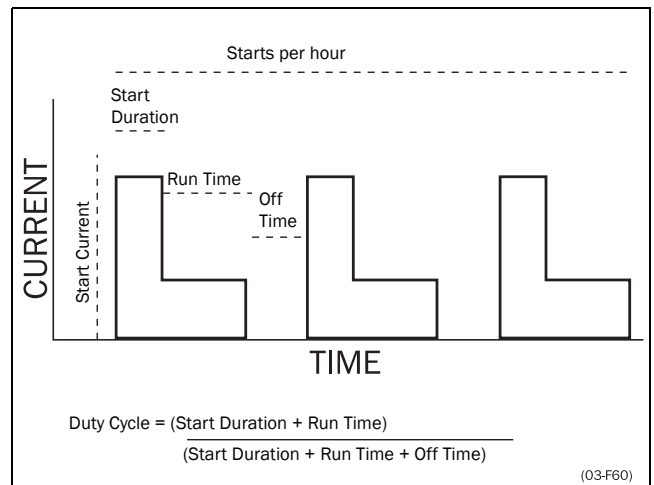 Starts per hour
Start
Duration
Run Time
Off
Time
Start Current
CURRENT
TIME
Duty Cycle = (Start Duration + Run Time)
(Start Duration + Run Time + Off Time)
(03-F60)